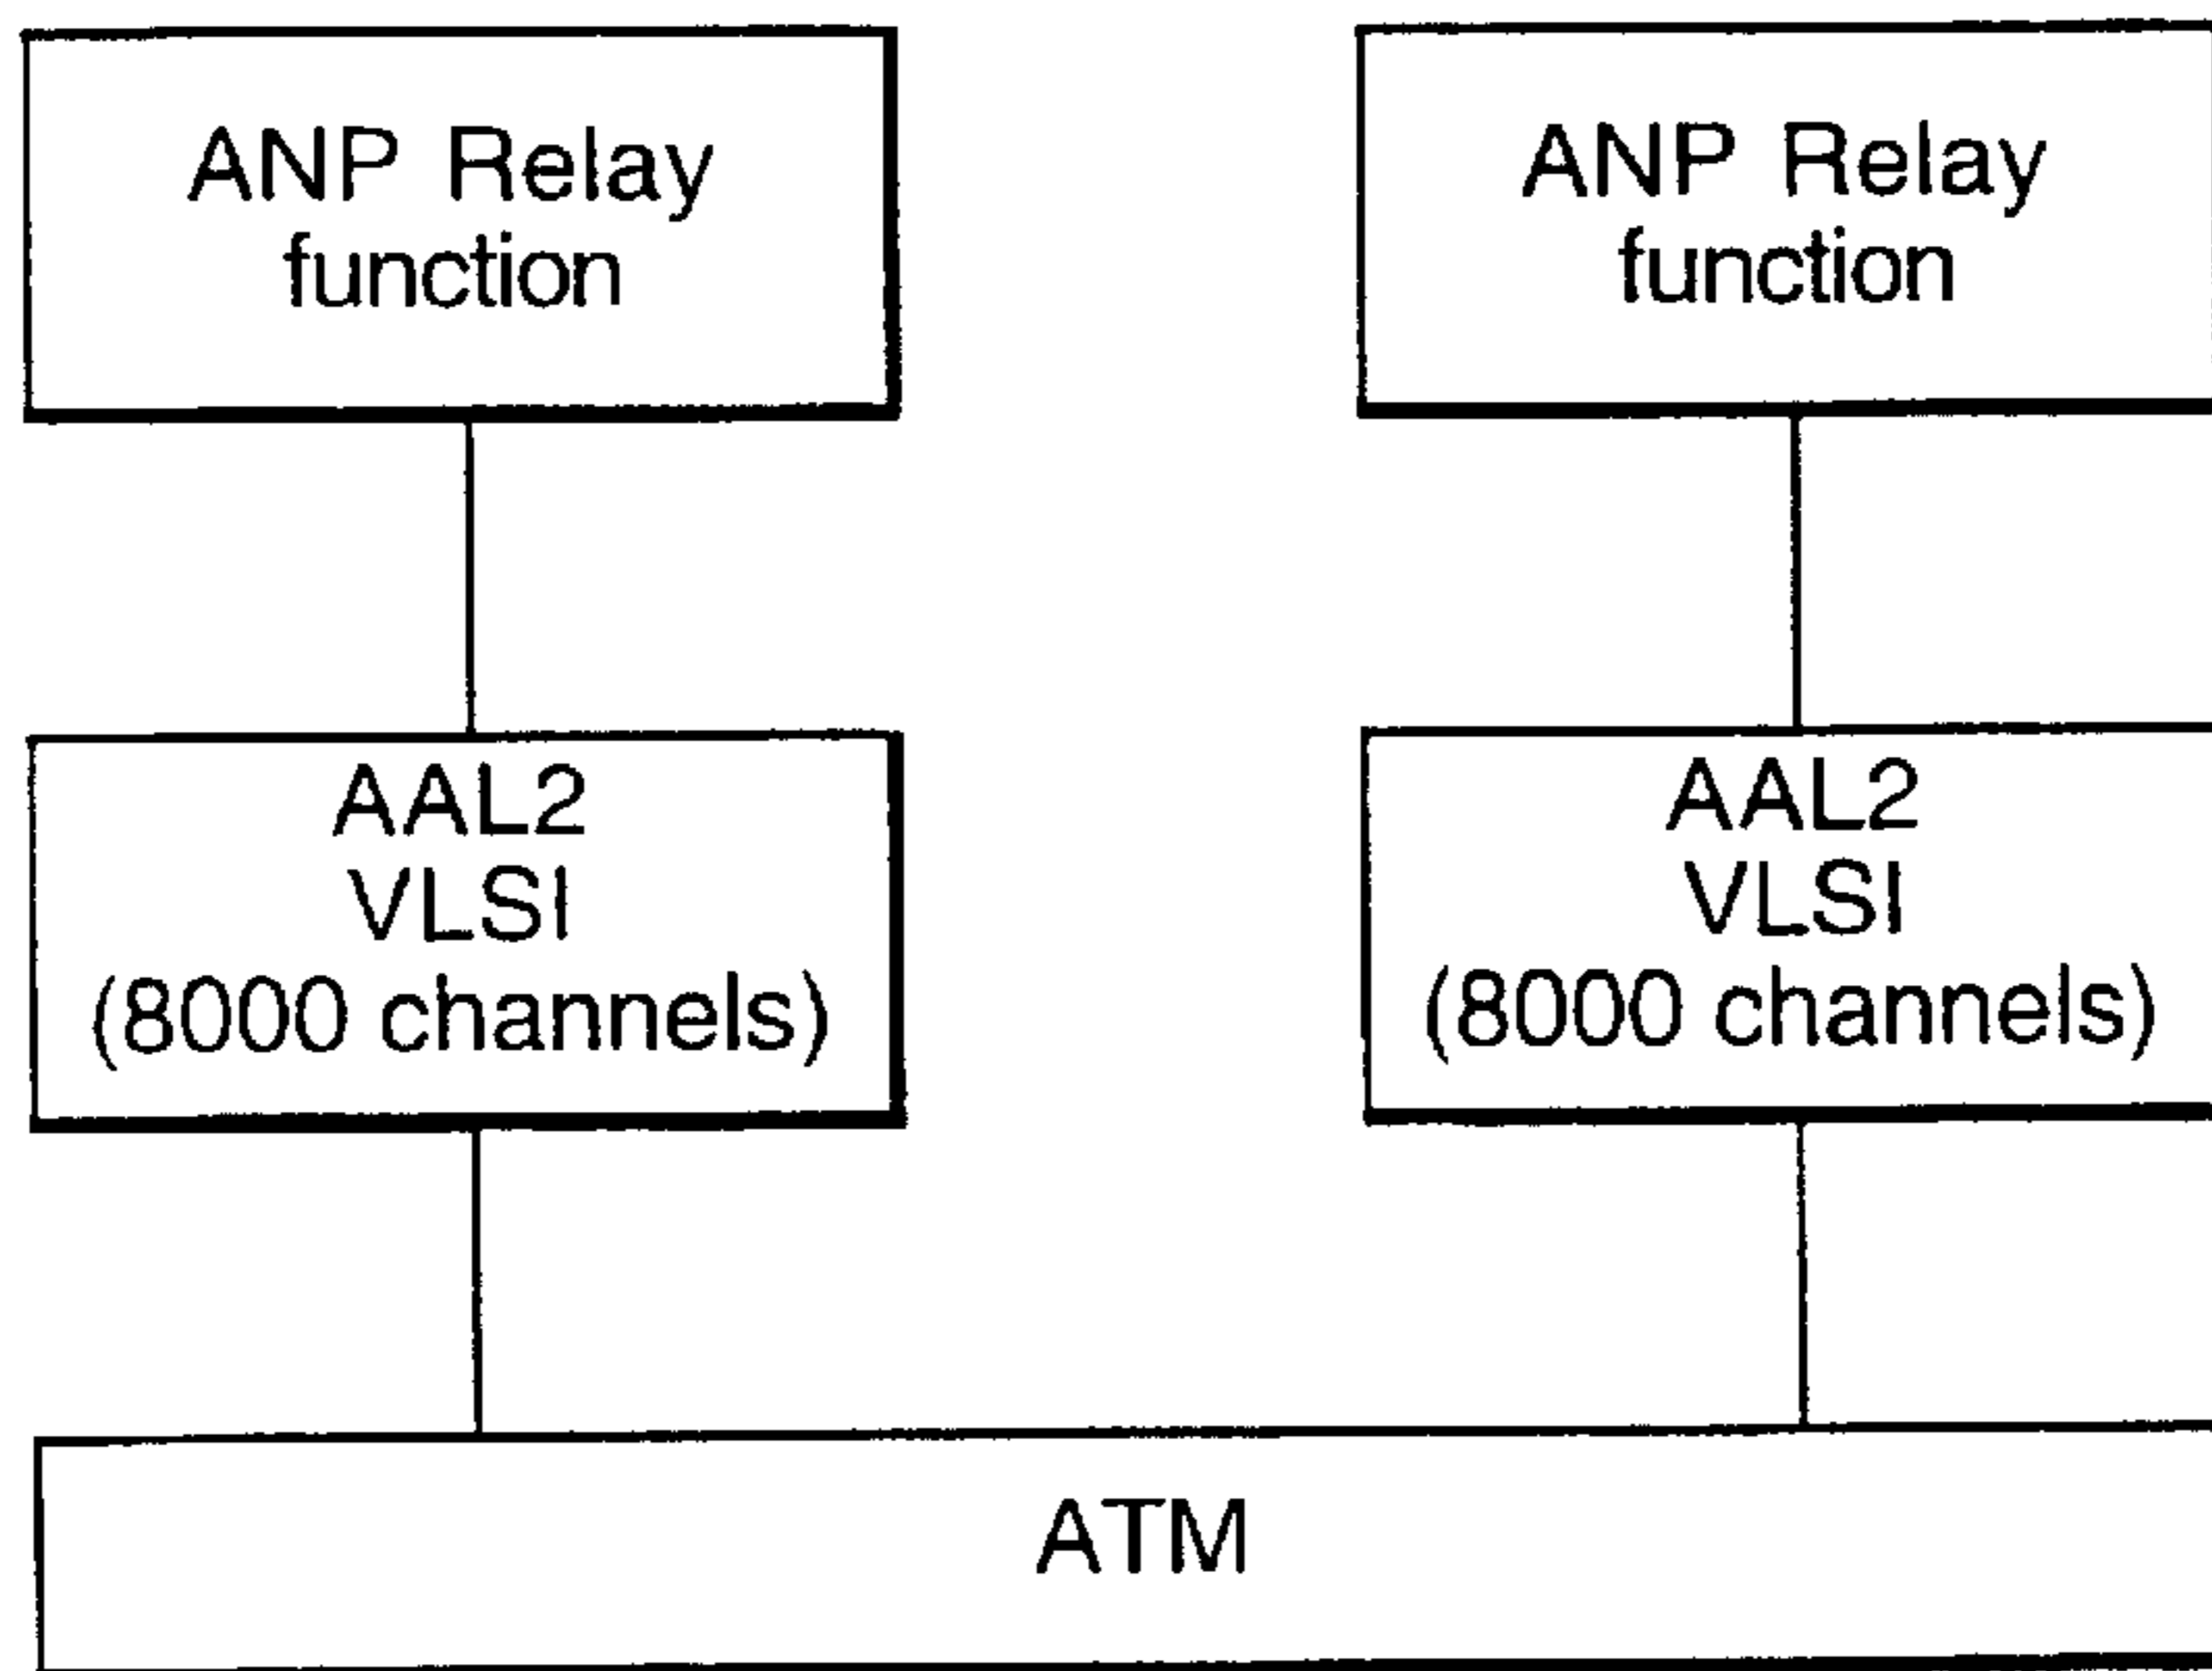 ANP Relay
function
ANP Relay
function
AAL2
VLSI
(8000 channels)
AAL2
VLSI
(8000 channels)
ATM